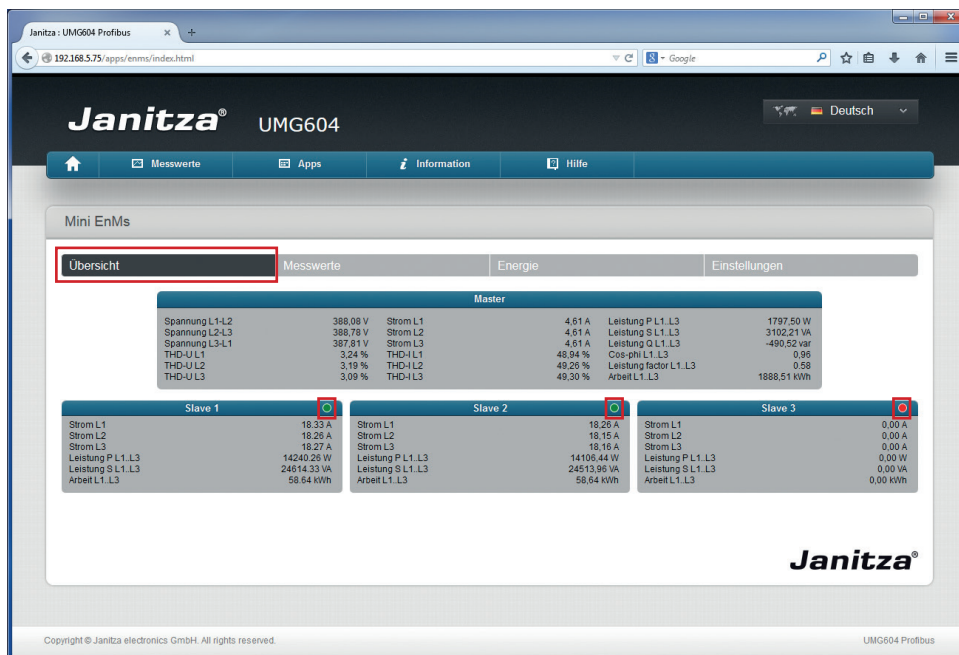 Janitza : UMG604 Profibus
192.168.5.75/apps/enms/index.html
Google
Janitza® UMG604
Deutsch
Messwerte Apps Information Hilfe
Mini EnMs
Übersicht Messwerte Energie Einstellungen
Master
Spannung L1-L2 388,08 V Strom L1 4,61 A Leistung P L1..L3 1797,50 W
Spannung L2-L3 388,78 V Strom L2 4,61 A Leistung S L1..L3 3102,21 VA
Spannung L3-L1 387,81 V Strom L3 4,61 A Leistung Q L1..L3 -490,52 var
THD-U L1 3,24 % THD-I L1 48,94 % Cos-phi L1..L3 0,96
THD-U L2 3,19 % THD-I L2 49,26 % Leistung factor L1..L3 0.58
THD-U L3 3,09 % THD-I L3 49,30 % Arbeit L1..L3 1888,51 kWh
Slave 1
Strom L1 18.33 A
Strom L2 18.26 A
Strom L3 18.27 A
Leistung P L1..L3 14240.26 W
Leistung S L1..L3 24614.33 VA
Arbeit L1..L3 58.64 kWh
Slave 2
Strom L1 18,26 A
Strom L2 18,15 A
Strom L3 18,16 A
Leistung P L1..L3 14106,44 W
Leistung S L1..L3 24513,96 VA
Arbeit L1..L3 58,64 kWh
Slave 3
Strom L1 0,00 A
Strom L2 0,00 A
Strom L3 0,00 A
Leistung P L1..L3 0,00 W
Leistung S L1..L3 0,00 VA
Arbeit L1..L3 0,00 kWh
Janitza®
Copyright © Janitza electronics GmbH. All rights reserved. UMG604 Profibus